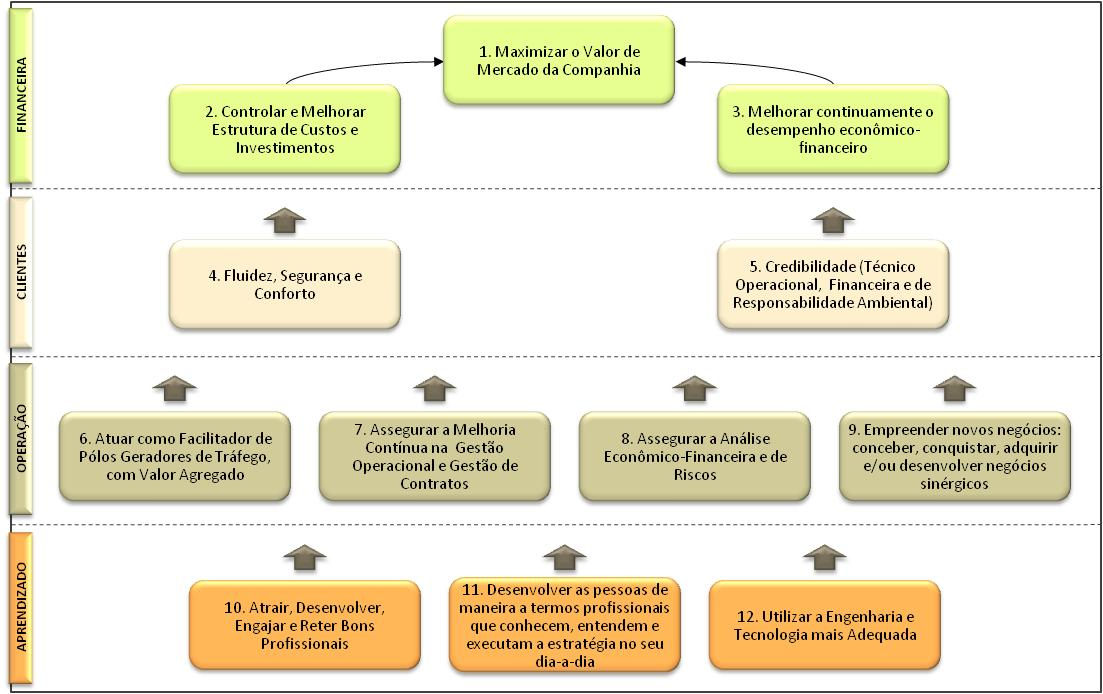 FINANCEIRA
1. Maximizar o Valor de
Mercado da Companhia
2. Controlar e Melhorar
Estrutura de Custos e
Investimentos
3. Melhorar continuamente o
desempenho econômico-
financeiro
CLIENTES
4. Fluidez, Segurança e
Conforto
5. Credibilidade (Técnico
Operacional, Financeira e de
Responsabilidade Ambiental)
OPERAÇÃO
6. Atuar como Facilitador de
Pólos Geradores de Tráfego,
com Valor Agregado
7. Assegurar a Melhoria
Contínua na Gestão
Operacional e Gestão de
Contratos
8. Assegurar a Análise
Econômico-Financeira e de
Riscos
9. Empreender novos negócios:
conceber, conquistar, adquirir
e/ou desenvolver negócios
sinérgicos
APRENDIZADO
10. Atrair, Desenvolver,
Engajar e Reter Bons
Profissionais
11. Desenvolver as pessoas de
maneira a termos profissionais
que conhecem, entendem e
executam a estratégia no seu
dia-a-dia
12. Utilizar a Engenharia e
Tecnologia mais Adequada